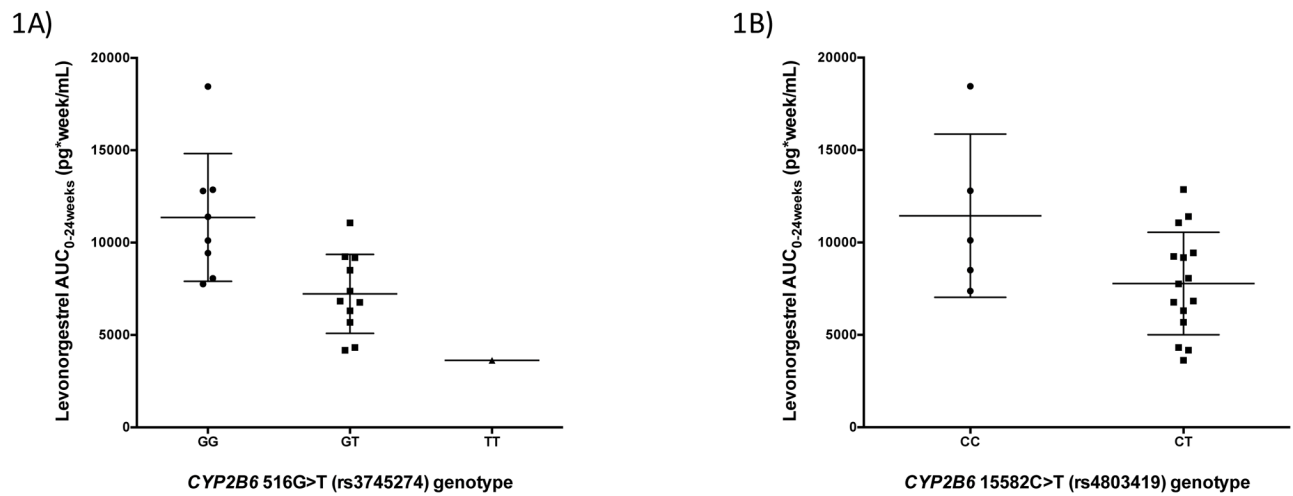 1A)
Levonorgestrel AUC0-24weeks (pg*week/mL)
20000
15000
10000
5000
0
GG GT TT
CYP2B6 516G>T (rs3745274) genotype
1B)
Levonorgestrel AUC0-24weeks (pg*week/mL)
20000
15000
10000
5000
0
CC CT
CYP2B6 15582C>T (rs4803419) genotype